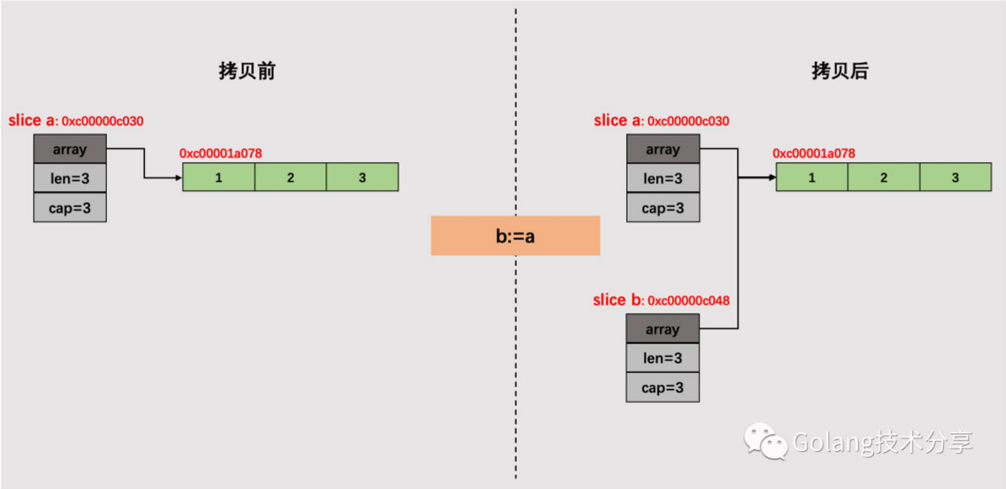 拷贝前
slice a: 0xc00000c030
array
len=3
cap=3
0xc00001a078
1 2 3
b:=a
拷贝后
slice a: 0xc00000c030
array
len=3
cap=3
0xc00001a078
1 2 3
slice b: 0xc00000c048
array
len=3
cap=3
Golang技术分享